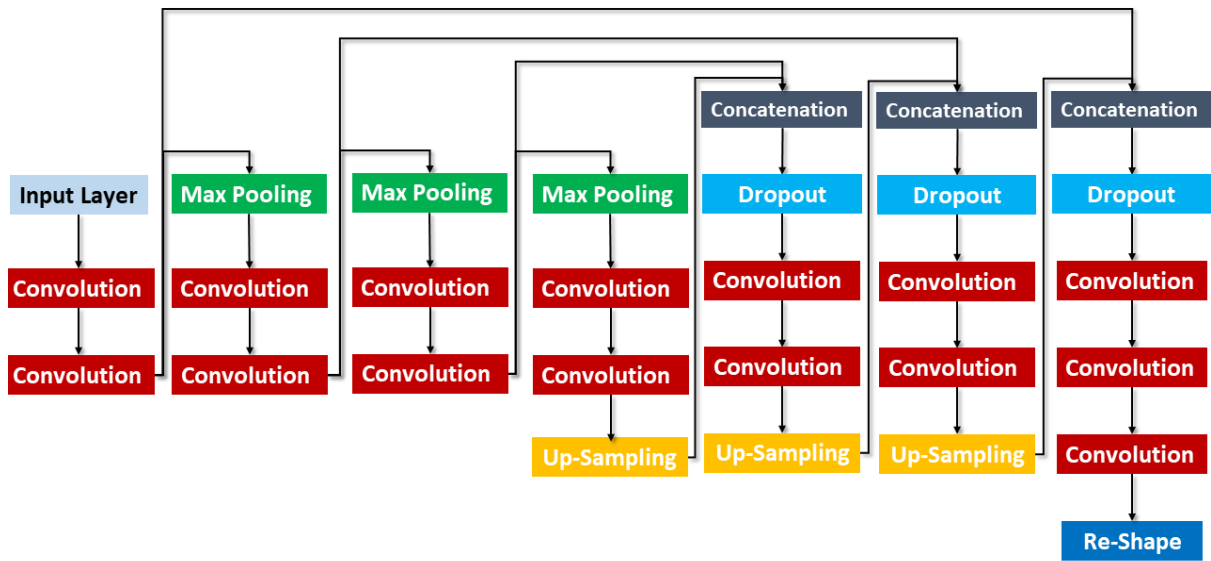 Input Layer
Convolution
Convolution
Max Pooling
Convolution
Convolution
Max Pooling
Convolution
Convolution
Max Pooling
Convolution
Convolution
Up-Sampling
Concatenation
Dropout
Convolution
Convolution
Up-Sampling
Concatenation
Dropout
Convolution
Convolution
Up-Sampling
Concatenation
Dropout
Convolution
Convolution
Convolution
Re-Shape